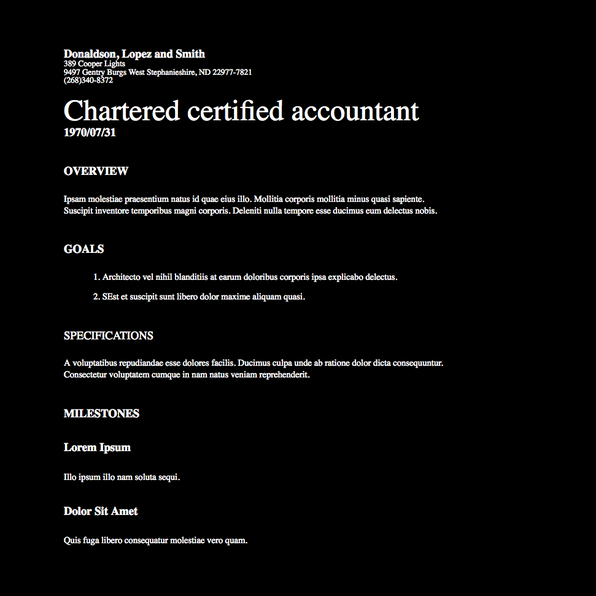 Donaldson, Lopez and Smith
389 Cooper Lights
9497 Gentry Burgs West Stephanieshire, ND 22977-7821
(268)340-8372
Chartered certified accountant
1970/07/31
OVERVIEW
Ipsam molestiae praesentium natus id quae eius illo. Mollitia corporis mollitia minus quasi sapiente.
Suscipit inventore temporibus magni corporis. Deleniti nulla tempore esse ducimus eum delectus nobis.
GOALS
1. Architecto vel nihil blanditiis at earum doloribus corporis ipsa explicabo delectus.
2. SEst et suscipit sunt libero dolor maxime aliquam quasi.
SPECIFICATIONS
A voluptatibus repudiandae esse dolores facilis. Ducimus culpa unde ab ratione dolor dicta consequuntur.
Consectetur voluptatem cumque in nam natus veniam reprehenderit.
MILESTONES
Lorem Ipsum
Illo ipsum illo nam soluta sequi.
Dolor Sit Amet
Quis fuga libero consequatur molestiae vero quam.